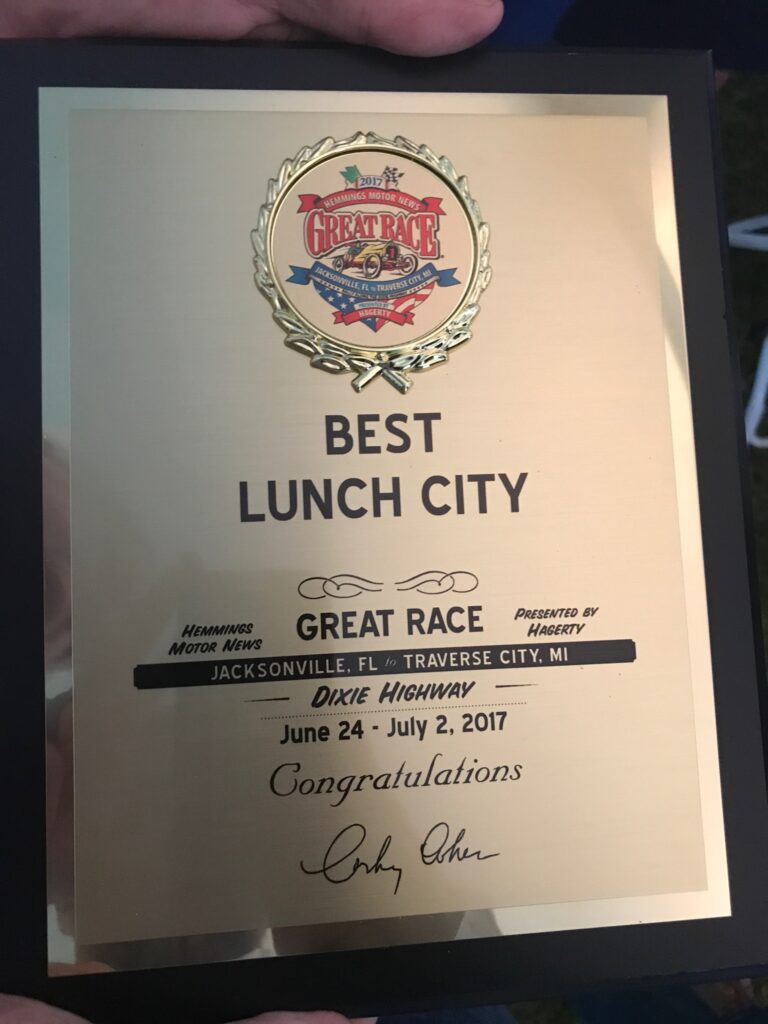 2017
HEMMINGS MOTOR NEWS
GREAT RACE
JACKSONVILLE, FL to TRAVERSE CITY, MI
PRESENTED BY
HAGERTY
BEST
LUNCH CITY
HEMMINGS MOTOR NEWS GREAT RACE PRESENTED BY HAGERTY
JACKSONVILLE, FL to TRAVERSE CITY, MI
DIXIE HIGHWAY
June 24 - July 2, 2017
Congratulations